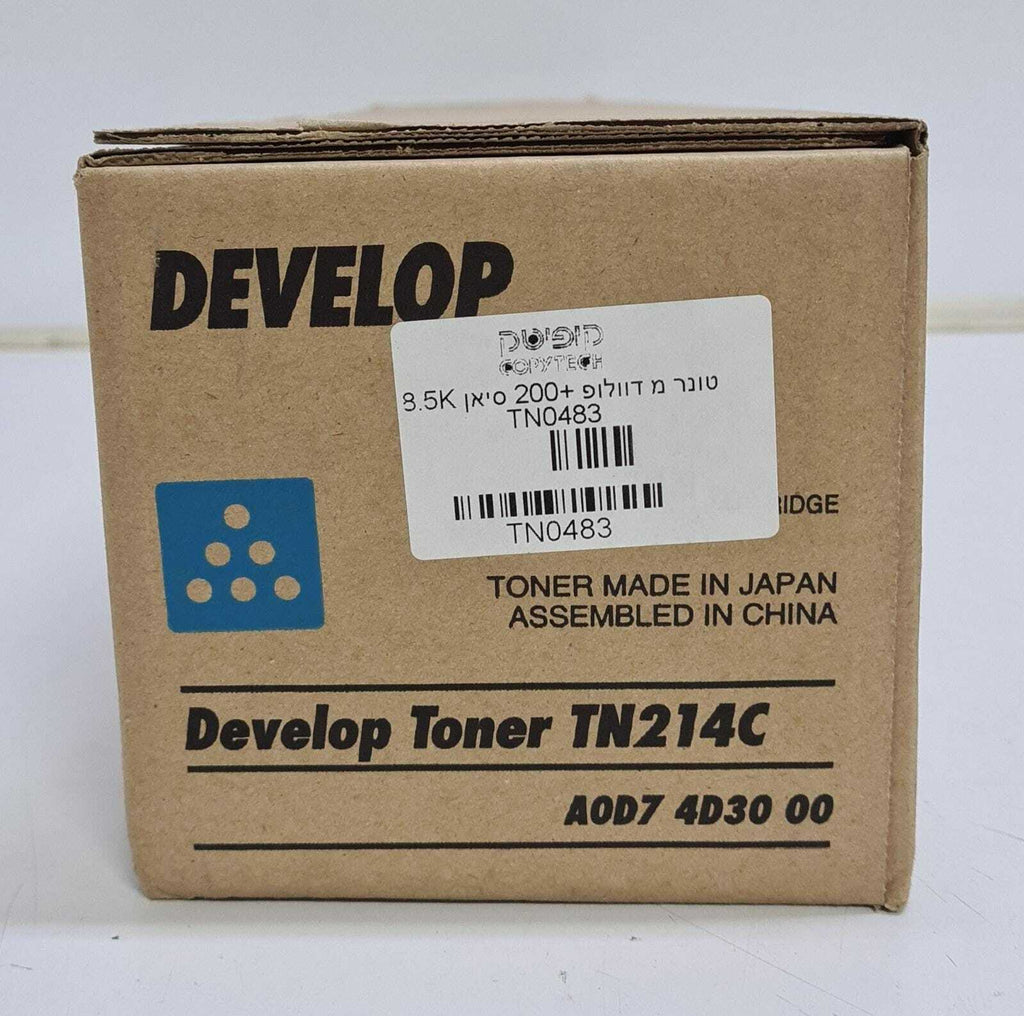 DEVELOP
קופיטק
COPYTECH
טונר מ דוולופ +200 סיאן 8.5K
TN0483
TN0483
TONER MADE IN JAPAN
ASSEMBLED IN CHINA
Develop Toner TN214C
A0D7 4D30 00